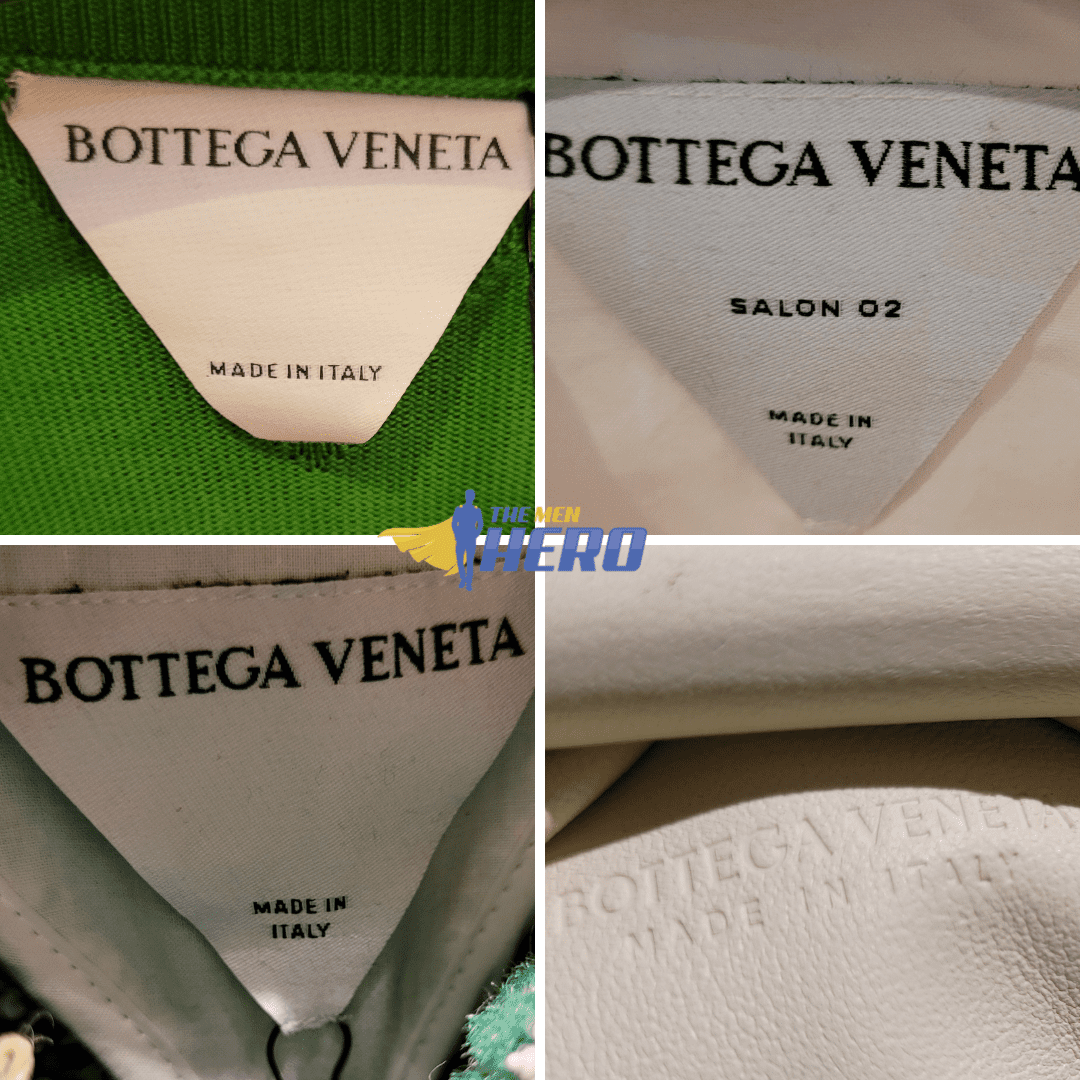 BOTTEGA VENETA
MADE IN ITALY
BOTTEGA VENETA
SALON 02
MADE IN
ITALY
THE MEN
HERO
BOTTEGA VENETA
MADE IN
ITALY
BOTTEGA VENETA
MADE IN ITALY